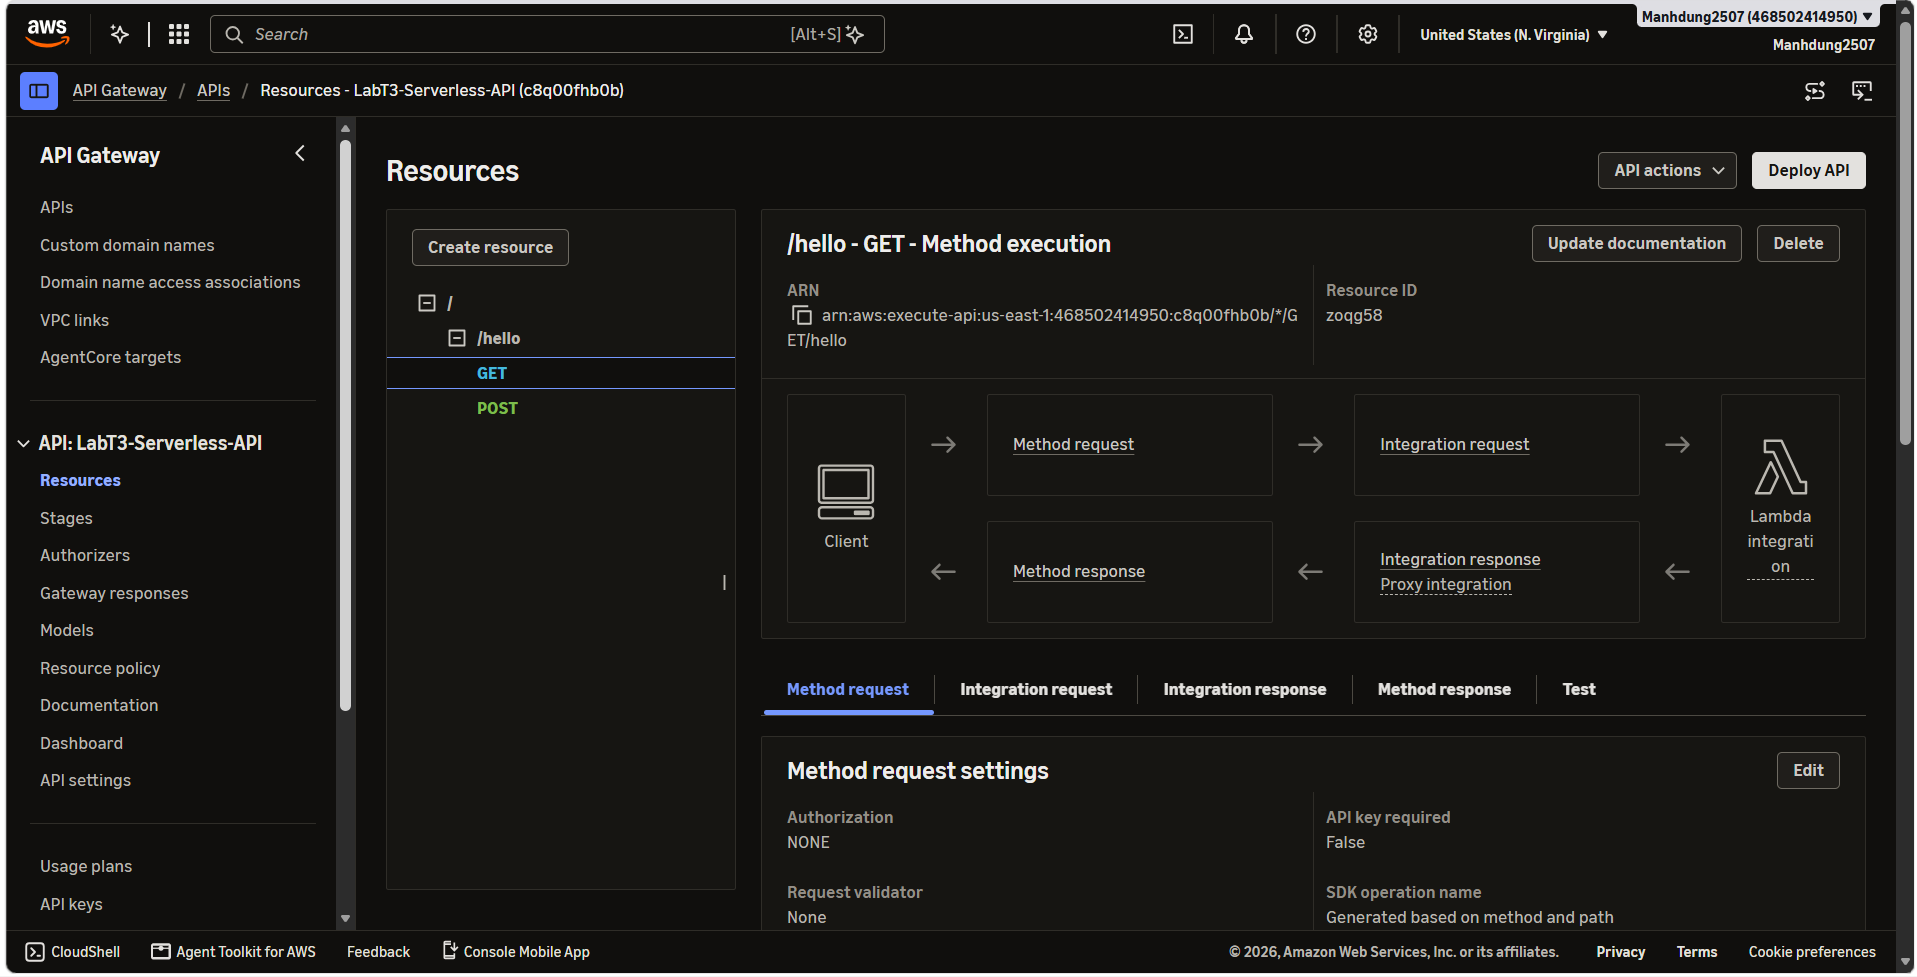 aws
Search
[Alt+S]
United States (N. Virginia)
Manhdung2507 (468502414950)
Manhdung2507
API Gateway / APIs / Resources - LabT3-Serverless-API (c8q00fhb0b)
API Gateway
APIs
Custom domain names
Domain name access associations
VPC links
AgentCore targets
API: LabT3-Serverless-API
Resources
Stages
Authorizers
Gateway responses
Models
Resource policy
Documentation
Dashboard
API settings
Usage plans
API keys
Resources
API actions
Deploy API
Create resource
/
/hello
GET
POST
/hello - GET - Method execution
Update documentation
Delete
ARN
arn:aws:execute-api:us-east-1:468502414950:c8q00fhb0b/*/G
ET/hello
Resource ID
zoqg58
Client
Method request
Integration request
Method response
Integration response
Proxy integration
Lambda
integrati
on
Method request
Integration request
Integration response
Method response
Test
Method request settings
Edit
Authorization
NONE
API key required
False
Request validator
None
SDK operation name
Generated based on method and path
CloudShell
Agent Toolkit for AWS
Feedback
Console Mobile App
© 2026, Amazon Web Services, Inc. or its affiliates.
Privacy
Terms
Cookie preferences